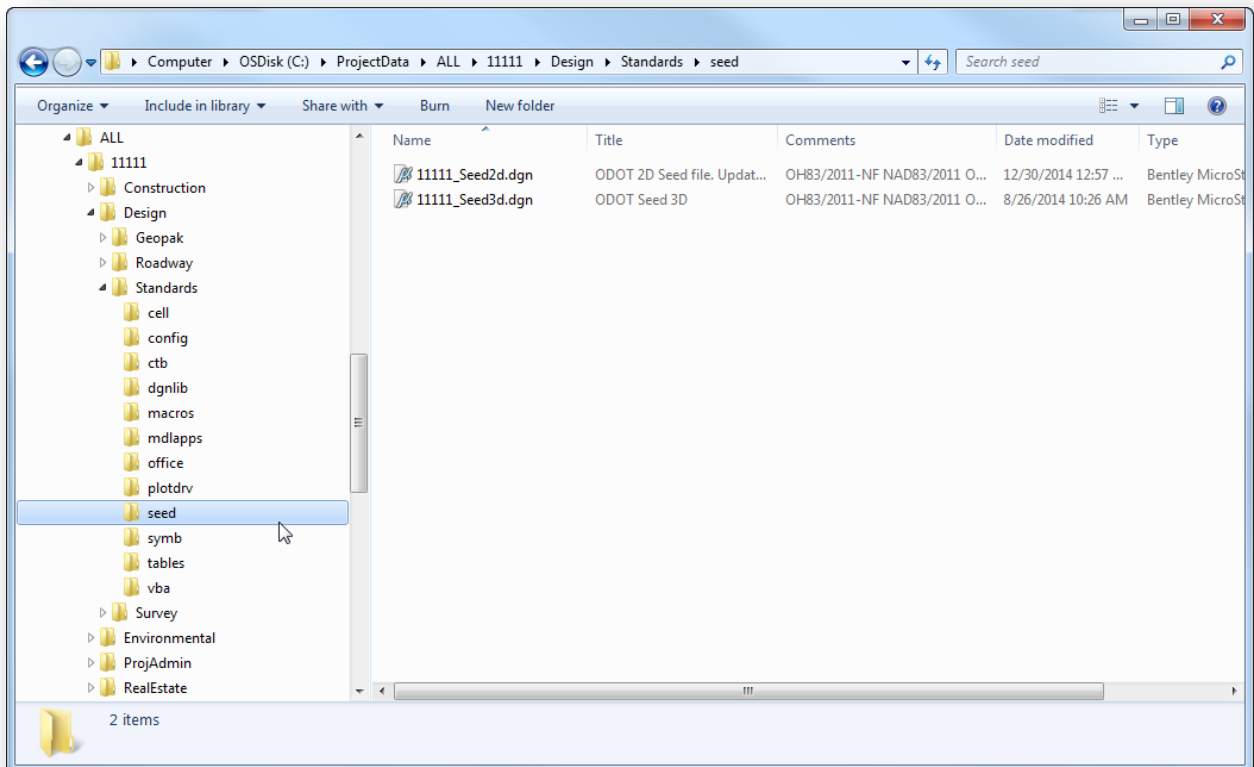 Computer OSDisk (C:) ProjectData ALL 11111 Design Standards seed Search seed
Organize Include in library Share with Burn New folder
ALL
11111
Construction
Design
Geopak
Roadway
Standards
cell
config
ctb
dgnlib
macros
mdlapps
office
plotdrv
seed
symb
tables
vba
Survey
Environmental
ProjAdmin
RealEstate
Name Title Comments Date modified Type
11111_Seed2d.dgn ODOT 2D Seed file. Updat... OH83/2011-NF NAD83/2011 O... 12/30/2014 12:57 ... Bentley MicroSt
11111_Seed3d.dgn ODOT Seed 3D OH83/2011-NF NAD83/2011 O... 8/26/2014 10:26 AM Bentley MicroSt
2 items